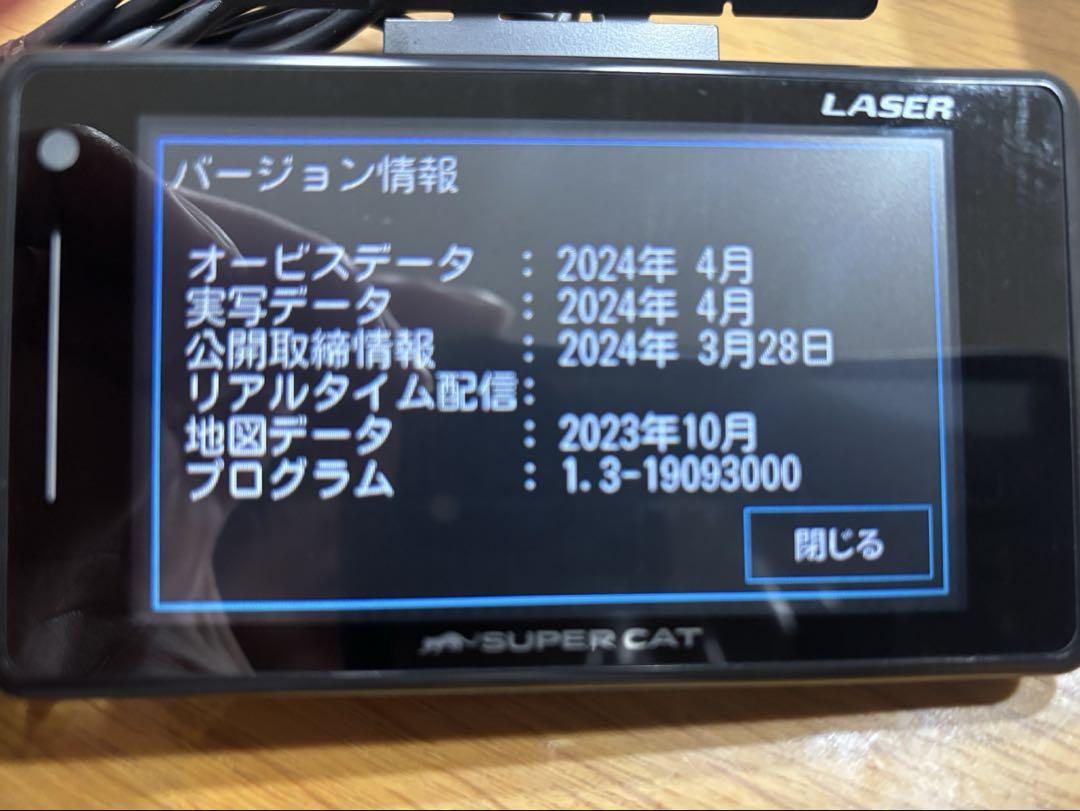 LASER
バージョン情報
オービスデータ : 2024年 4月
実写データ : 2024年 4月
公開取締情報 : 2024年 3月28日
リアルタイム配信:
地図データ : 2023年10月
プログラム : 1.3-19093000
閉じる
SUPER CAT